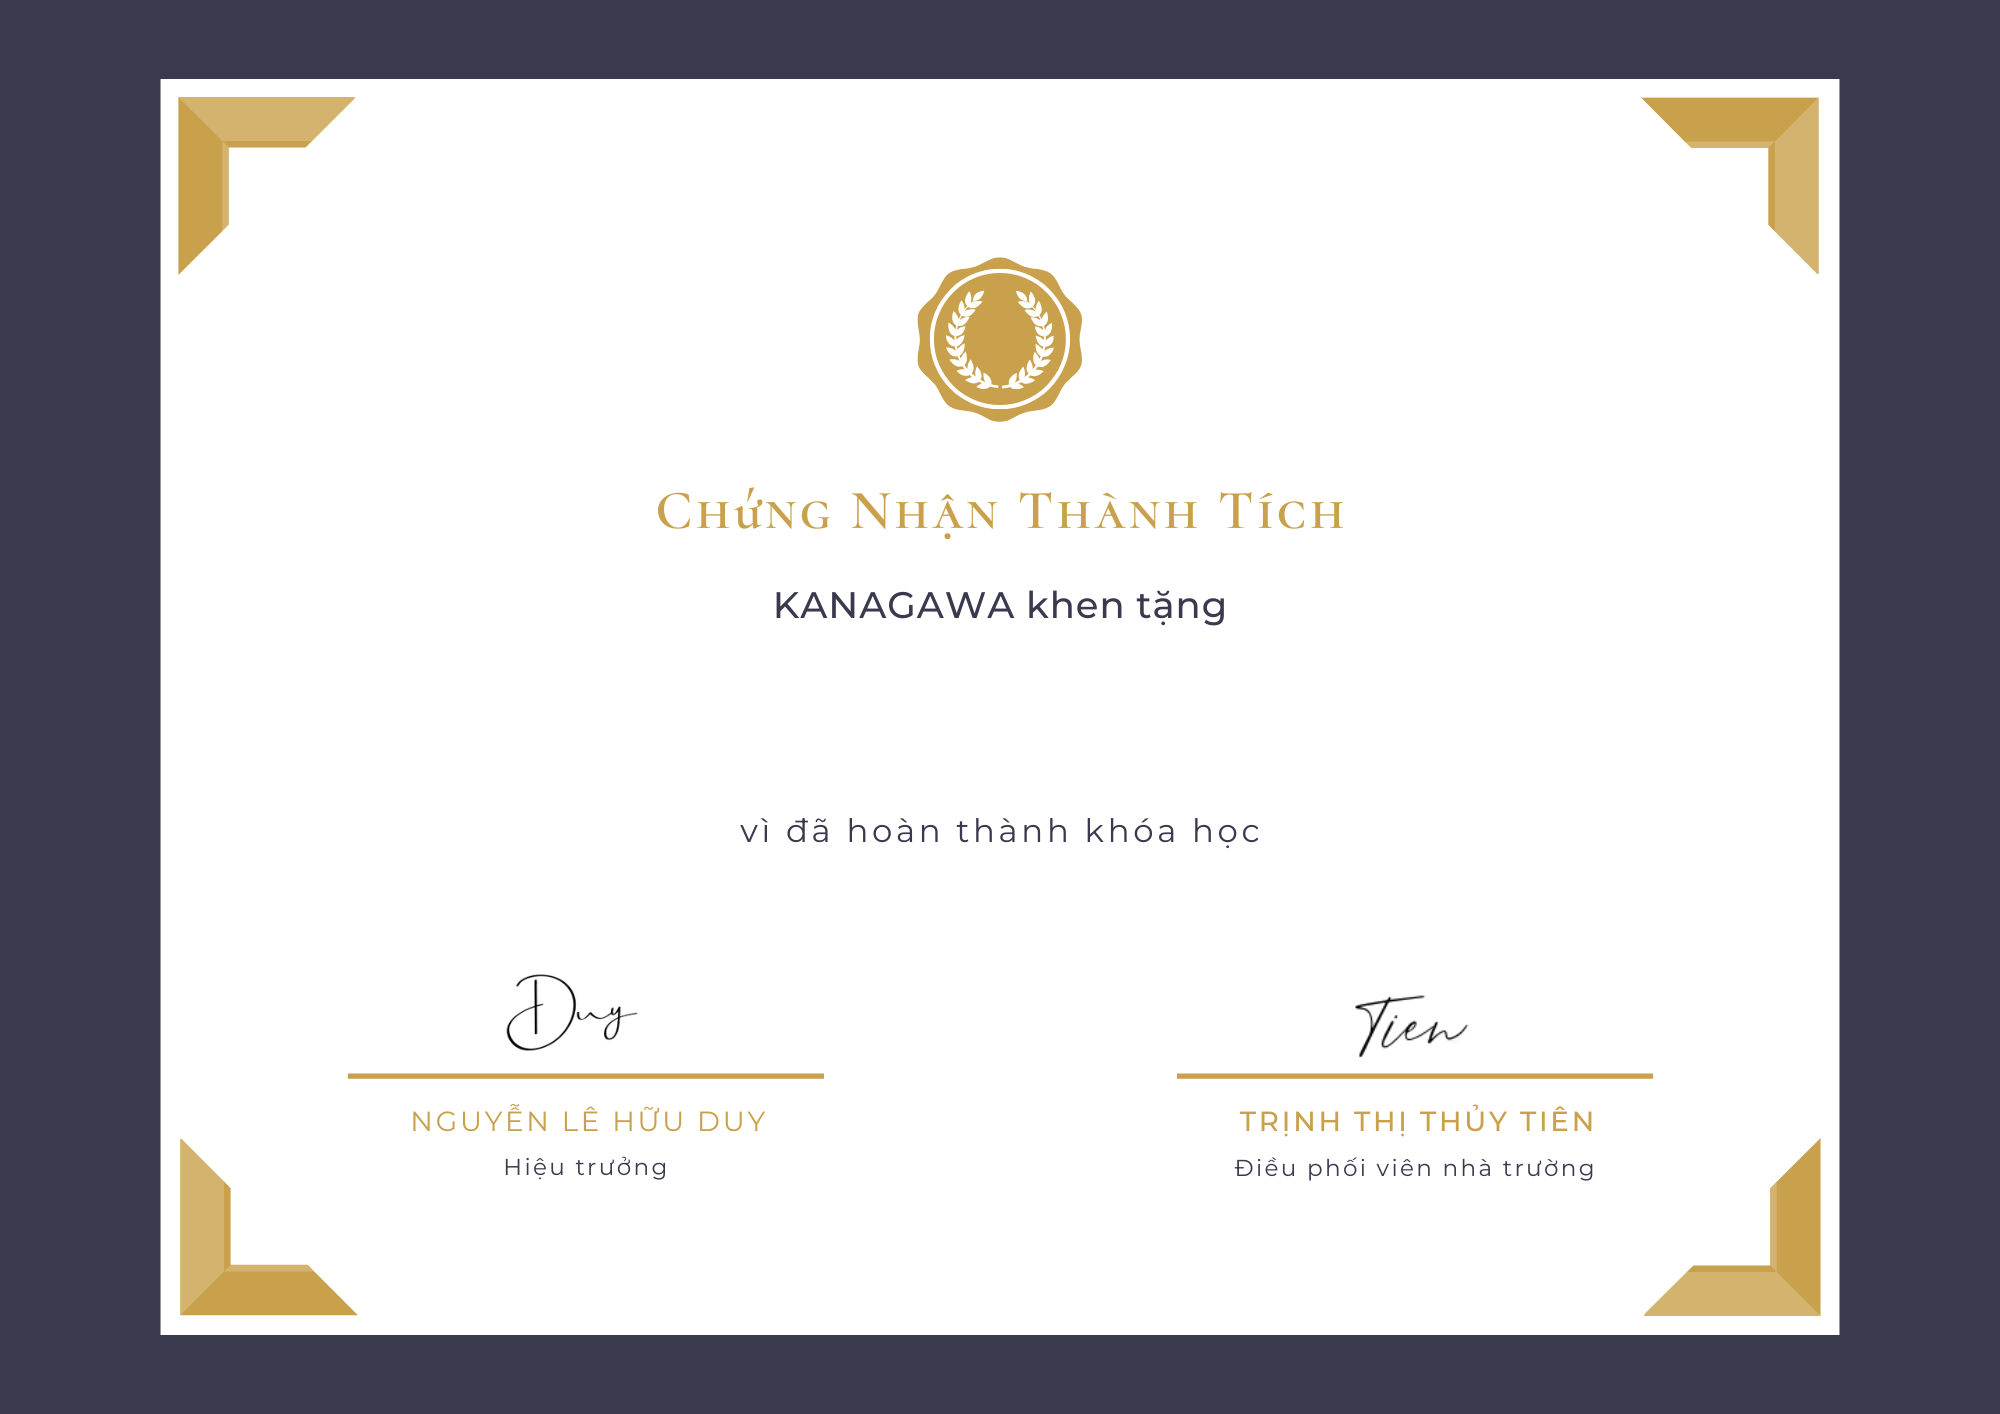 Chứng Nhận Thành Tích
KANAGAWA khen tặng
vì đã hoàn thành khóa học
Duy
Tien
NGUYỄN LÊ HỮU DUY
TRỊNH THỊ THỦY TIÊN
Hiệu trưởng
Điều phối viên nhà trường